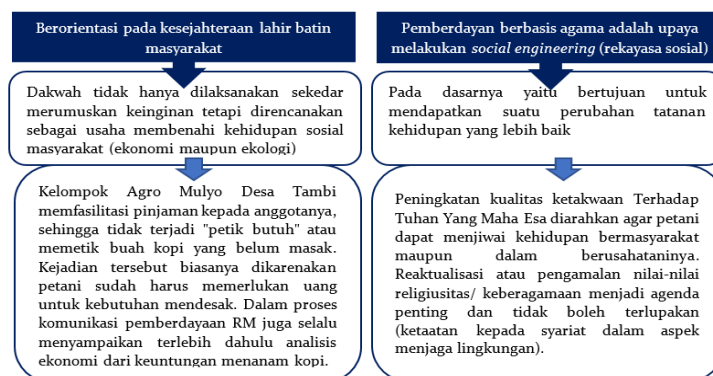 Berorientasi pada kesejahteraan lahir batin
masyarakat
Dakwah tidak hanya dilaksanakan sekedar
merumuskan keinginan tetapi direncanakan
sebagai usaha membenahi kehidupan sosial
masyarakat (ekonomi maupun ekologi)
Kelompok Agro Mulyo Desa Tambi
memfasilitasi pinjaman kepada anggotanya,
sehingga tidak terjadi "petik butuh" atau
memetik buah kopi yang belum masak.
Kejadian tersebut biasanya dikarenakan
petani sudah harus memerlukan uang
untuk kebutuhan mendesak. Dalam proses
komunikasi pemberdayaan RM juga selalu
menyampaikan terlebih dahulu analisis
ekonomi dari keuntungan menanam kopi.
Pemberdayan berbasis agama adalah upaya
melakukan social engineering (rekayasa sosial)
Pada dasarnya yaitu bertujuan untuk
mendapatkan suatu perubahan tatanan
kehidupan yang lebih baik
Peningkatan kualitas ketakwaan Terhadap
Tuhan Yang Maha Esa diarahkan agar petani
dapat menjiwai kehidupan bermasyarakat
maupun dalam berusahataninya.
Reaktualisasi atau pengamalan nilai-nilai
religiusitas/ keberagamaan menjadi agenda
penting dan tidak boleh terlupakan
(ketaatan kepada syariat dalam aspek
menjaga lingkungan).